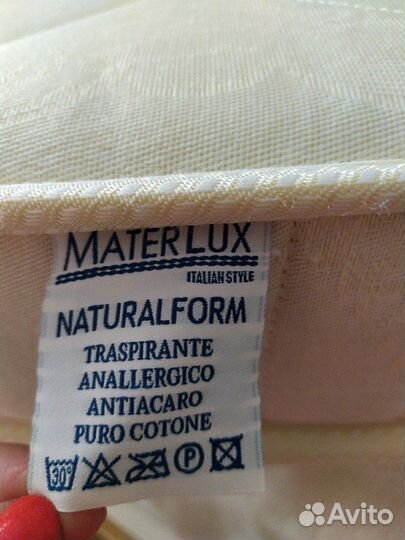 MATERLUX
ITALIAN STYLE
NATURALFORM
TRASPIRANTE
ANALLERGICO
ANTIACARO
PURO COTONE
30° P
Avito